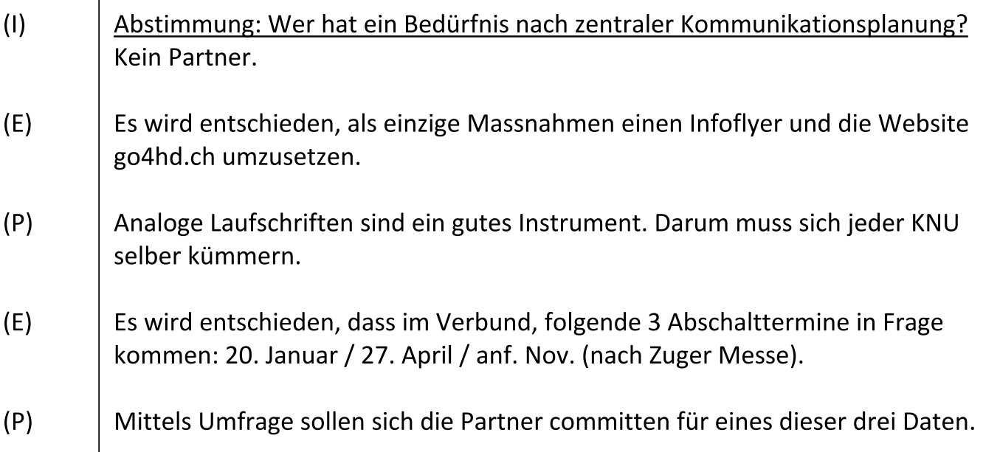 (I) Abstimmung: Wer hat ein Bedürfnis nach zentraler Kommunikationsplanung?
Kein Partner.
(E) Es wird entschieden, als einzige Massnahmen einen Infoflyer und die Website
go4hd.ch umzusetzen.
(P) Analoge Laufschriften sind ein gutes Instrument. Darum muss sich jeder KNU
selber kümmern.
(E) Es wird entschieden, dass im Verbund, folgende 3 Abschalttermine in Frage
kommen: 20. Januar / 27. April / anf. Nov. (nach Zuger Messe).
(P) Mittels Umfrage sollen sich die Partner committen für eines dieser drei Daten.